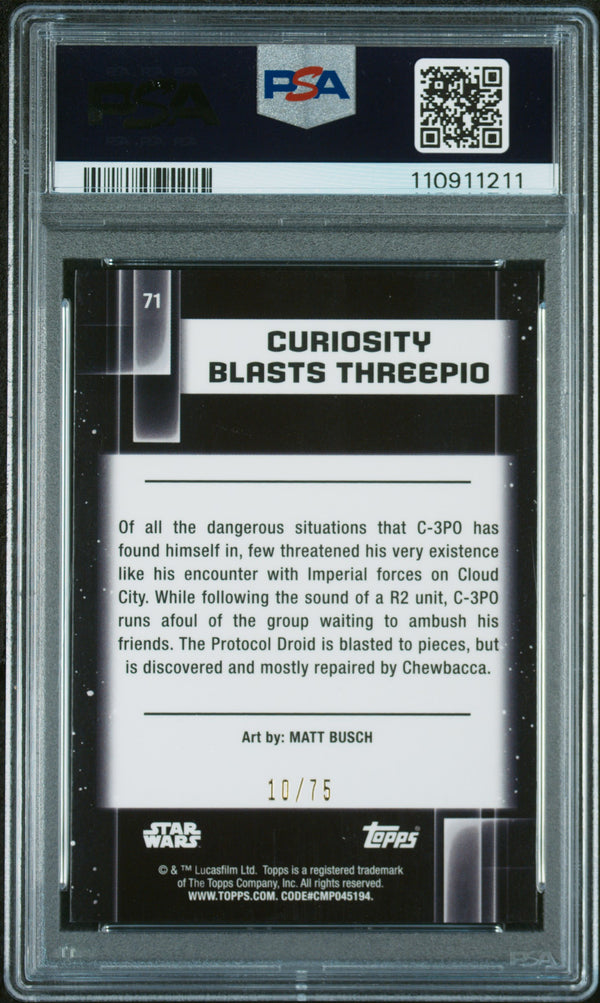 PSA
PSA
110911211
71
CURIOSITY
BLASTS THREEPIO
Of all the dangerous situations that C-3PO has
found himself in, few threatened his very existence
like his encounter with Imperial forces on Cloud
City. While following the sound of a R2 unit, C-3PO
runs afoul of the group waiting to ambush his
friends. The Protocol Droid is blasted to pieces, but
is discovered and mostly repaired by Chewbacca.
Art by: MATT BUSCH
10/75
STAR
WARS
topps®
© & ™ Lucasfilm Ltd. Topps is a registered trademark
of The Topps Company, Inc. All rights reserved.
WWW.TOPPS.COM. CODE#CMP045194.
PSA